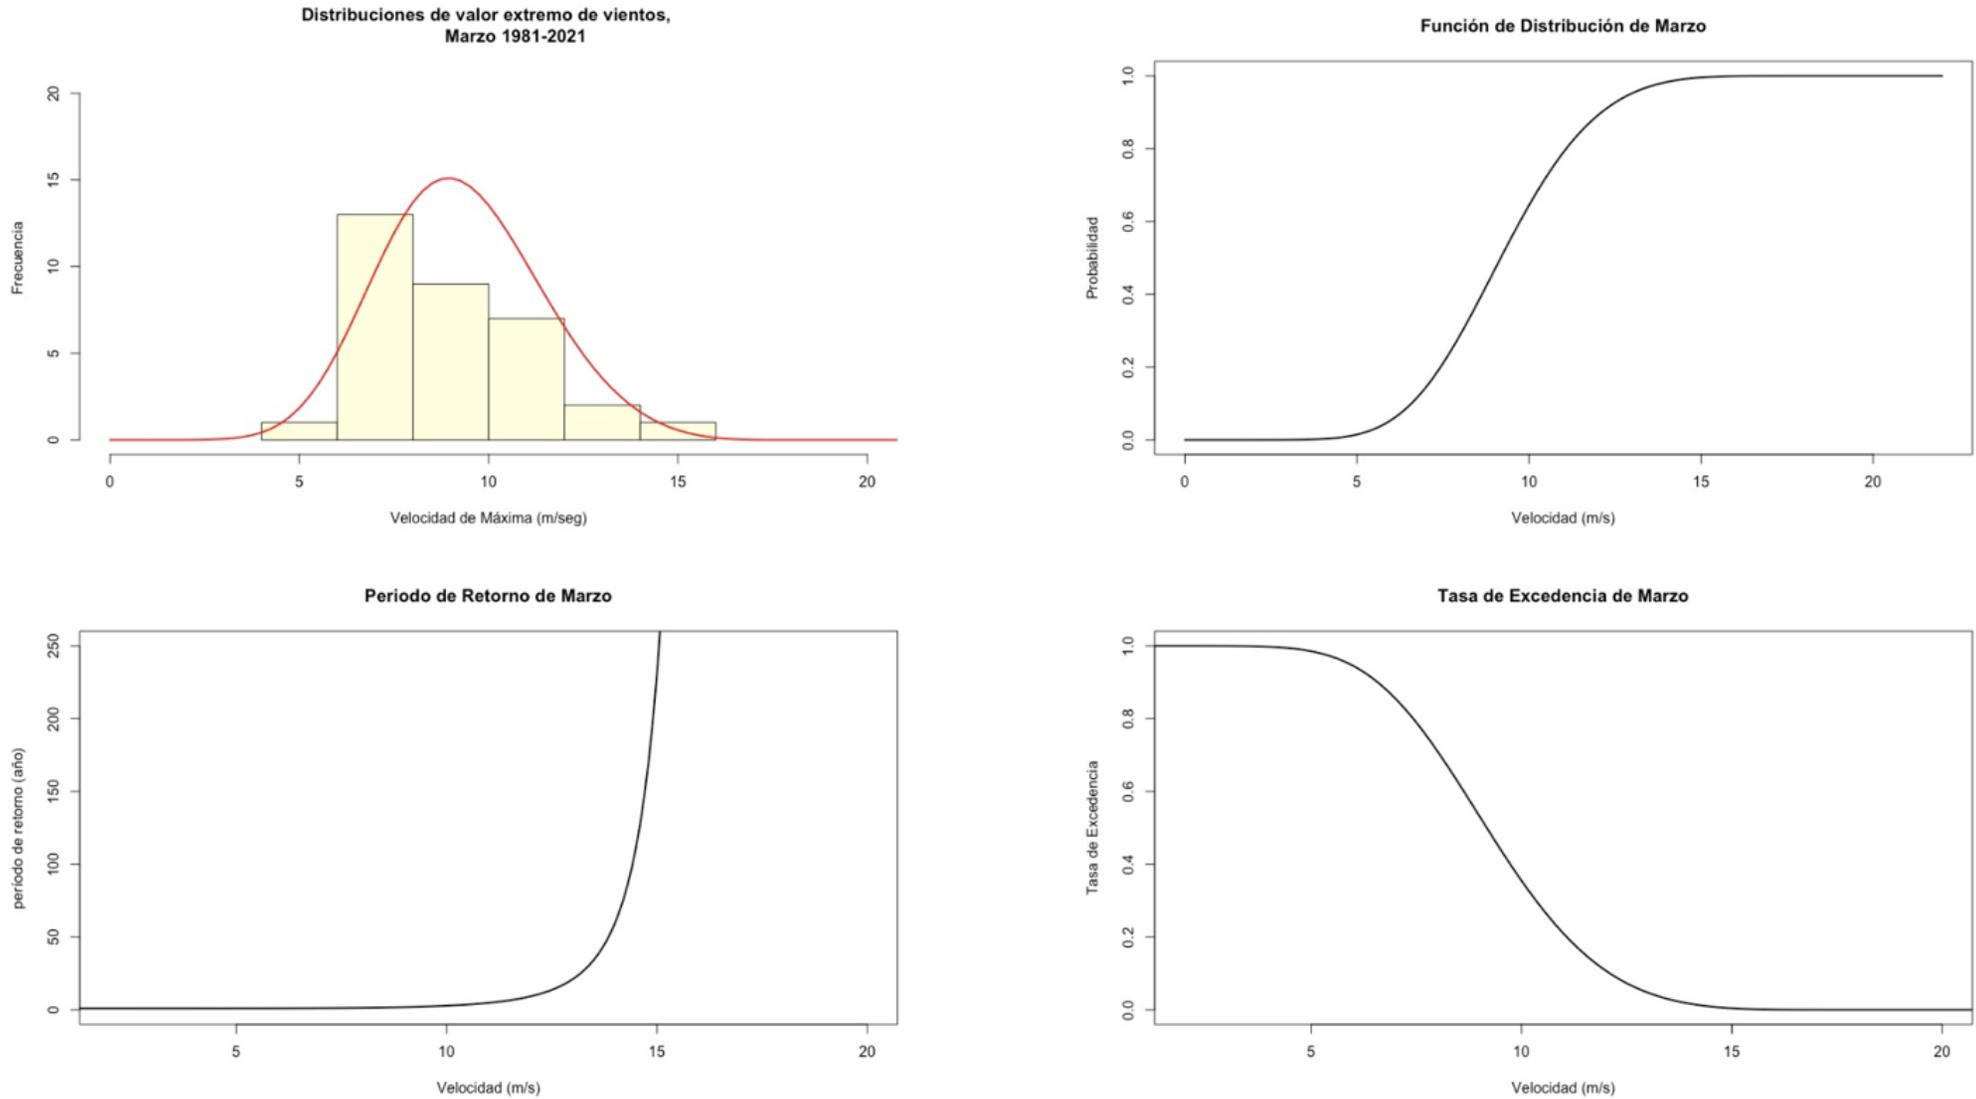 Distribuciones de valor extremo de vientos,
Marzo 1981-2021
Frecuencia
20
15
10
5
0
0 5 10 15 20
Velocidad de Máxima (m/seg)
Función de Distribución de Marzo
Probabilidad
1.0
0.8
0.6
0.4
0.2
0.0
0 5 10 15 20
Velocidad (m/s)
Periodo de Retorno de Marzo
periodo de retorno (año)
250
200
150
100
50
0
5 10 15 20
Velocidad (m/s)
Tasa de Excedencia de Marzo
Tasa de Excedencia
1.0
0.8
0.6
0.4
0.2
0.0
5 10 15 20
Velocidad (m/s)